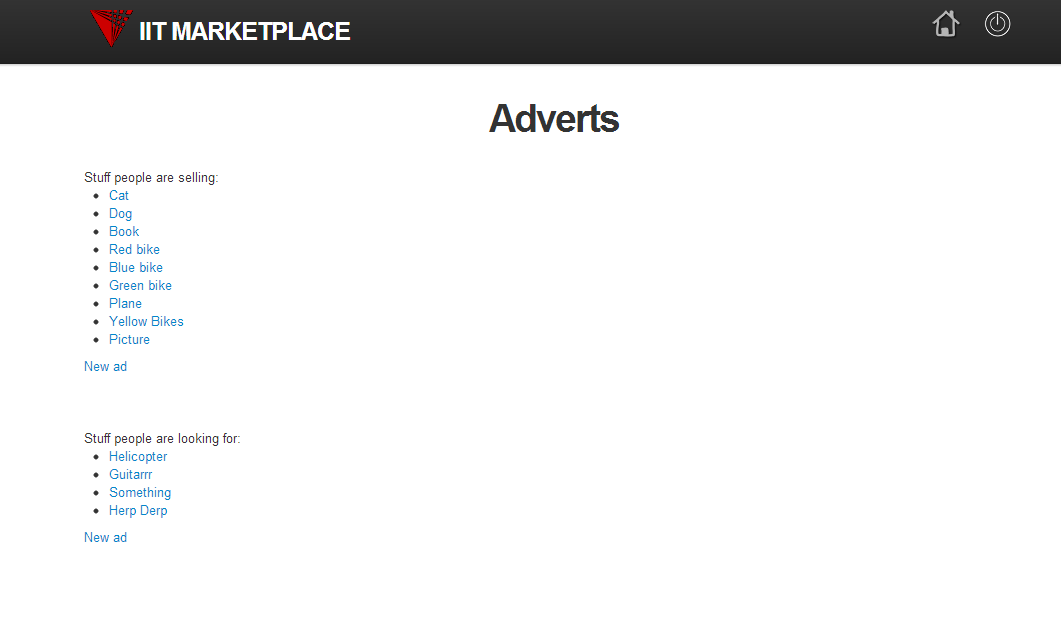 IIT MARKETPLACE
Adverts
Stuff people are selling:
Cat
Dog
Book
Red bike
Blue bike
Green bike
Plane
Yellow Bikes
Picture
New ad
Stuff people are looking for:
Helicopter
Guitarrr
Something
Herp Derp
New ad